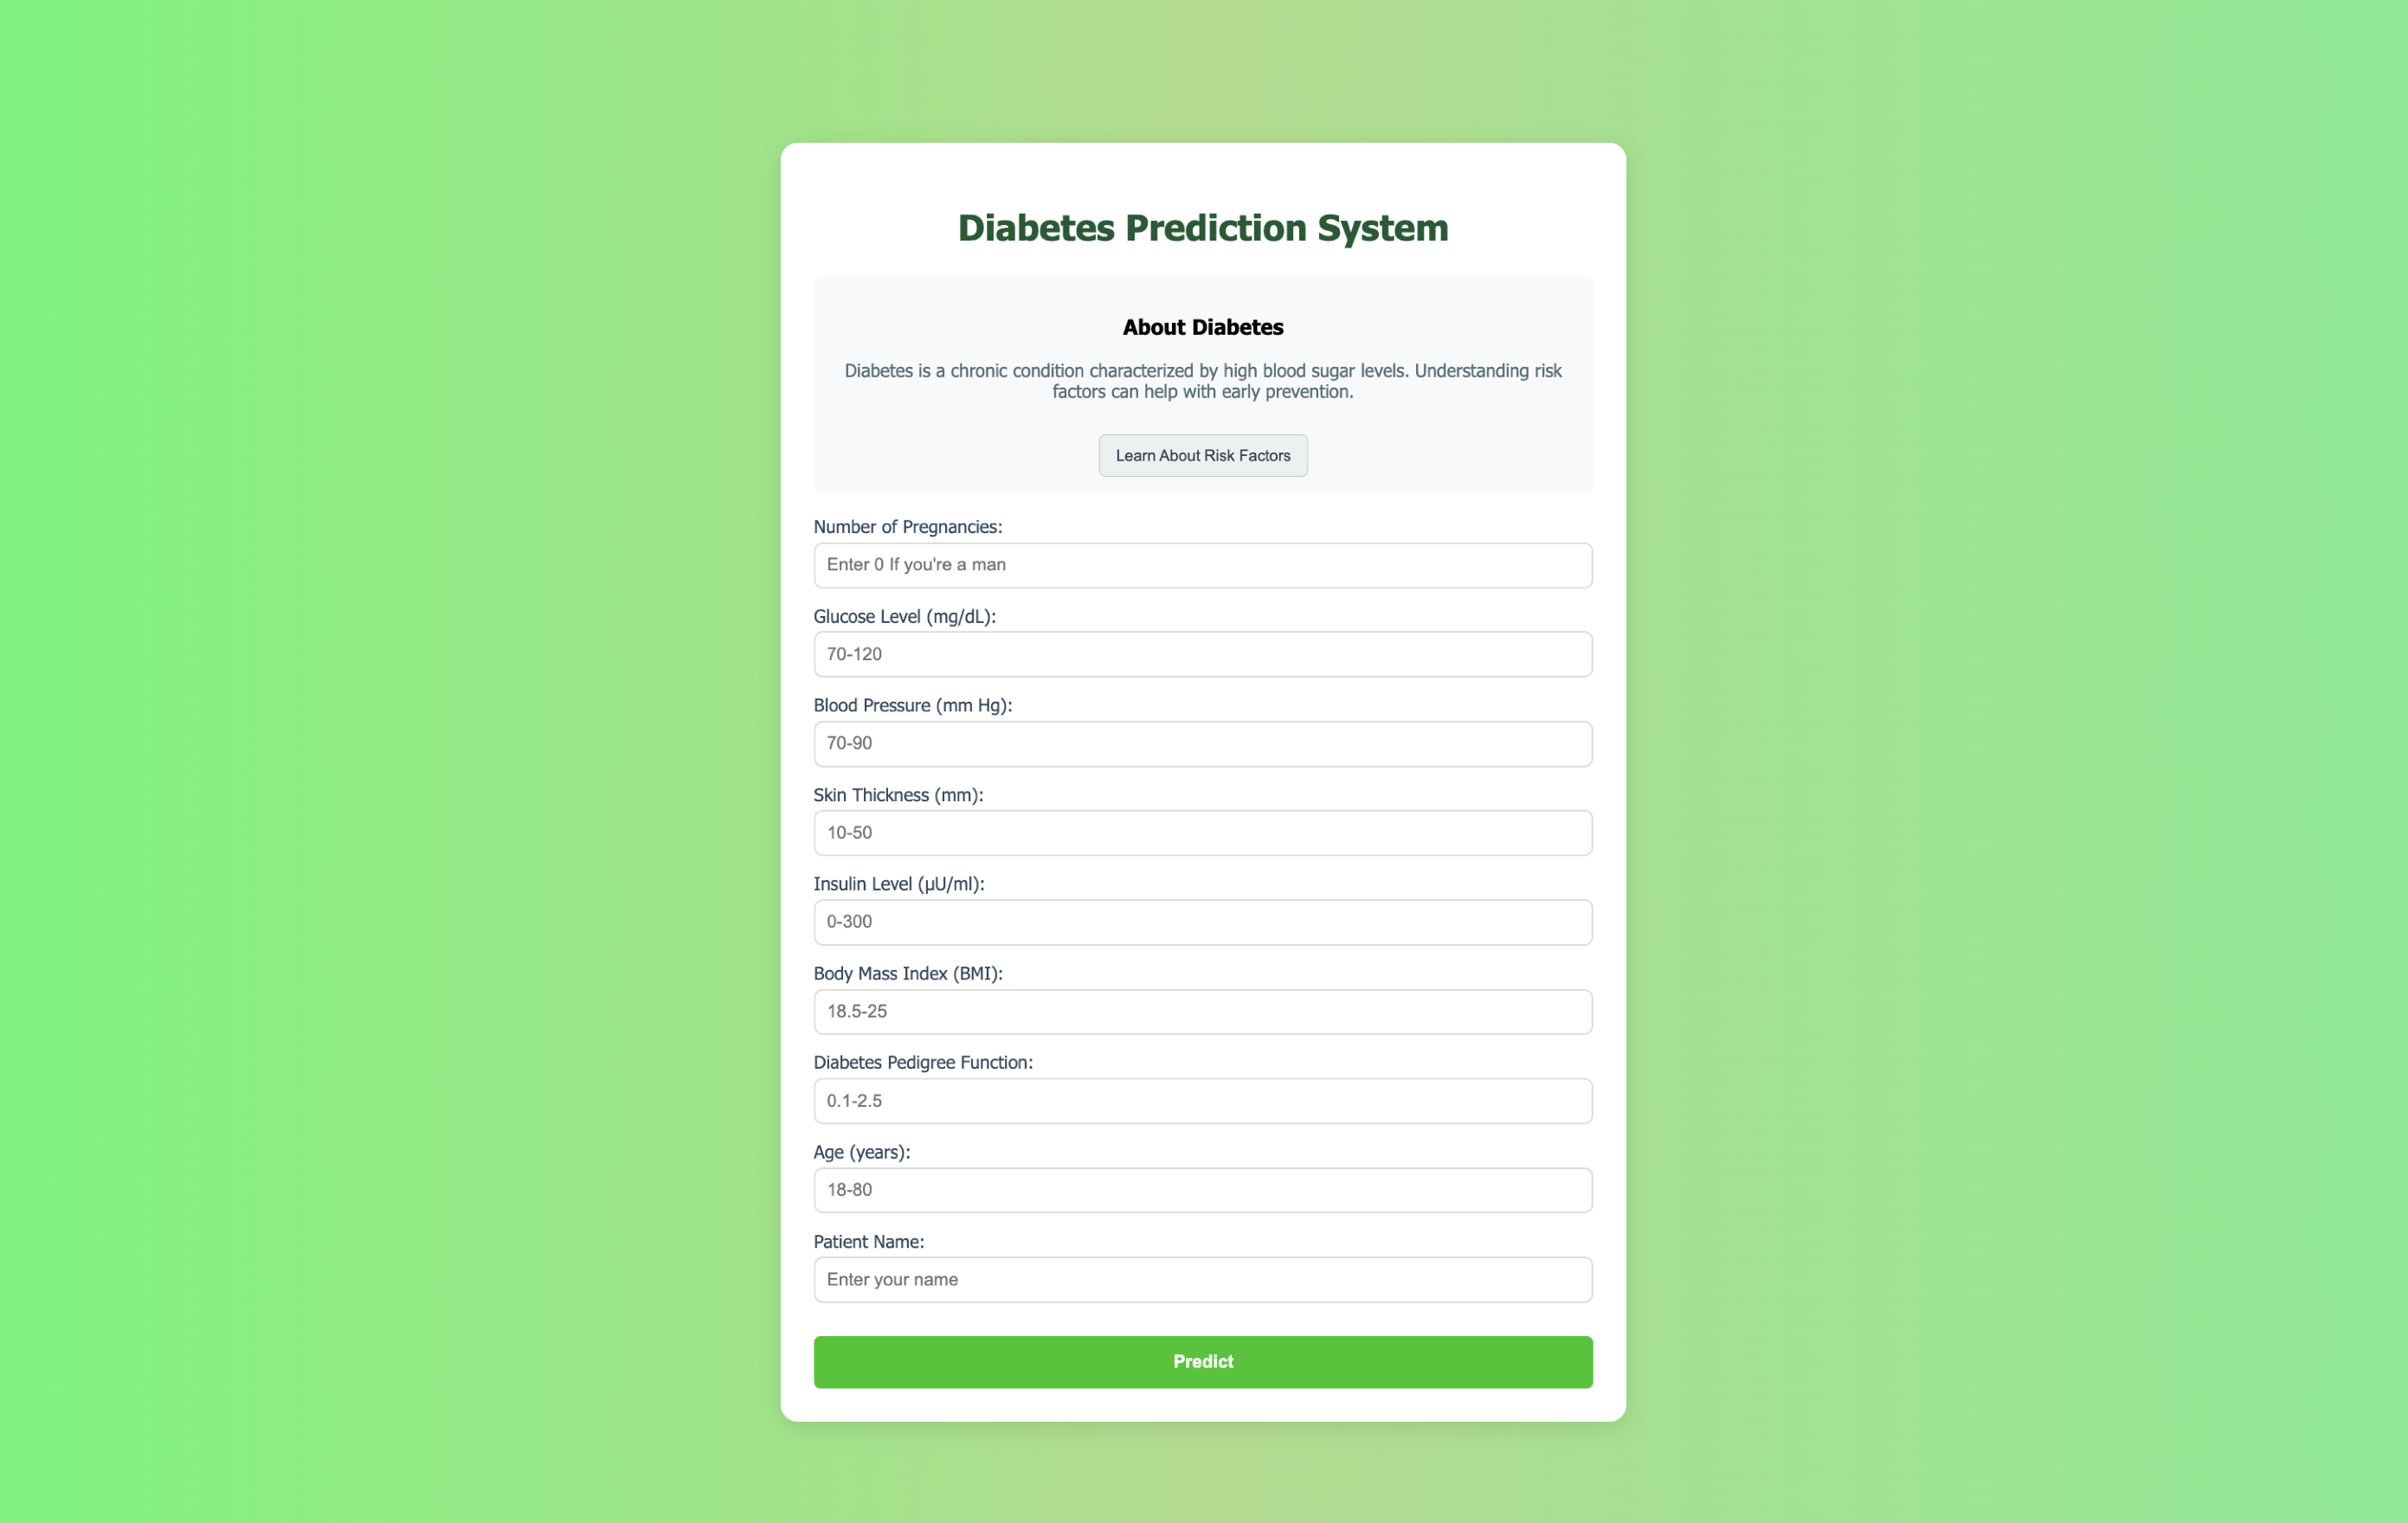 Diabetes Prediction System
About Diabetes
Diabetes is a chronic condition characterized by high blood sugar levels. Understanding risk
factors can help with early prevention.
Learn About Risk Factors
Number of Pregnancies:
Enter 0 If you're a man
Glucose Level (mg/dL):
70-120
Blood Pressure (mm Hg):
70-90
Skin Thickness (mm):
10-50
Insulin Level (µU/ml):
0-300
Body Mass Index (BMI):
18.5-25
Diabetes Pedigree Function:
0.1-2.5
Age (years):
18-80
Patient Name:
Enter your name
Predict